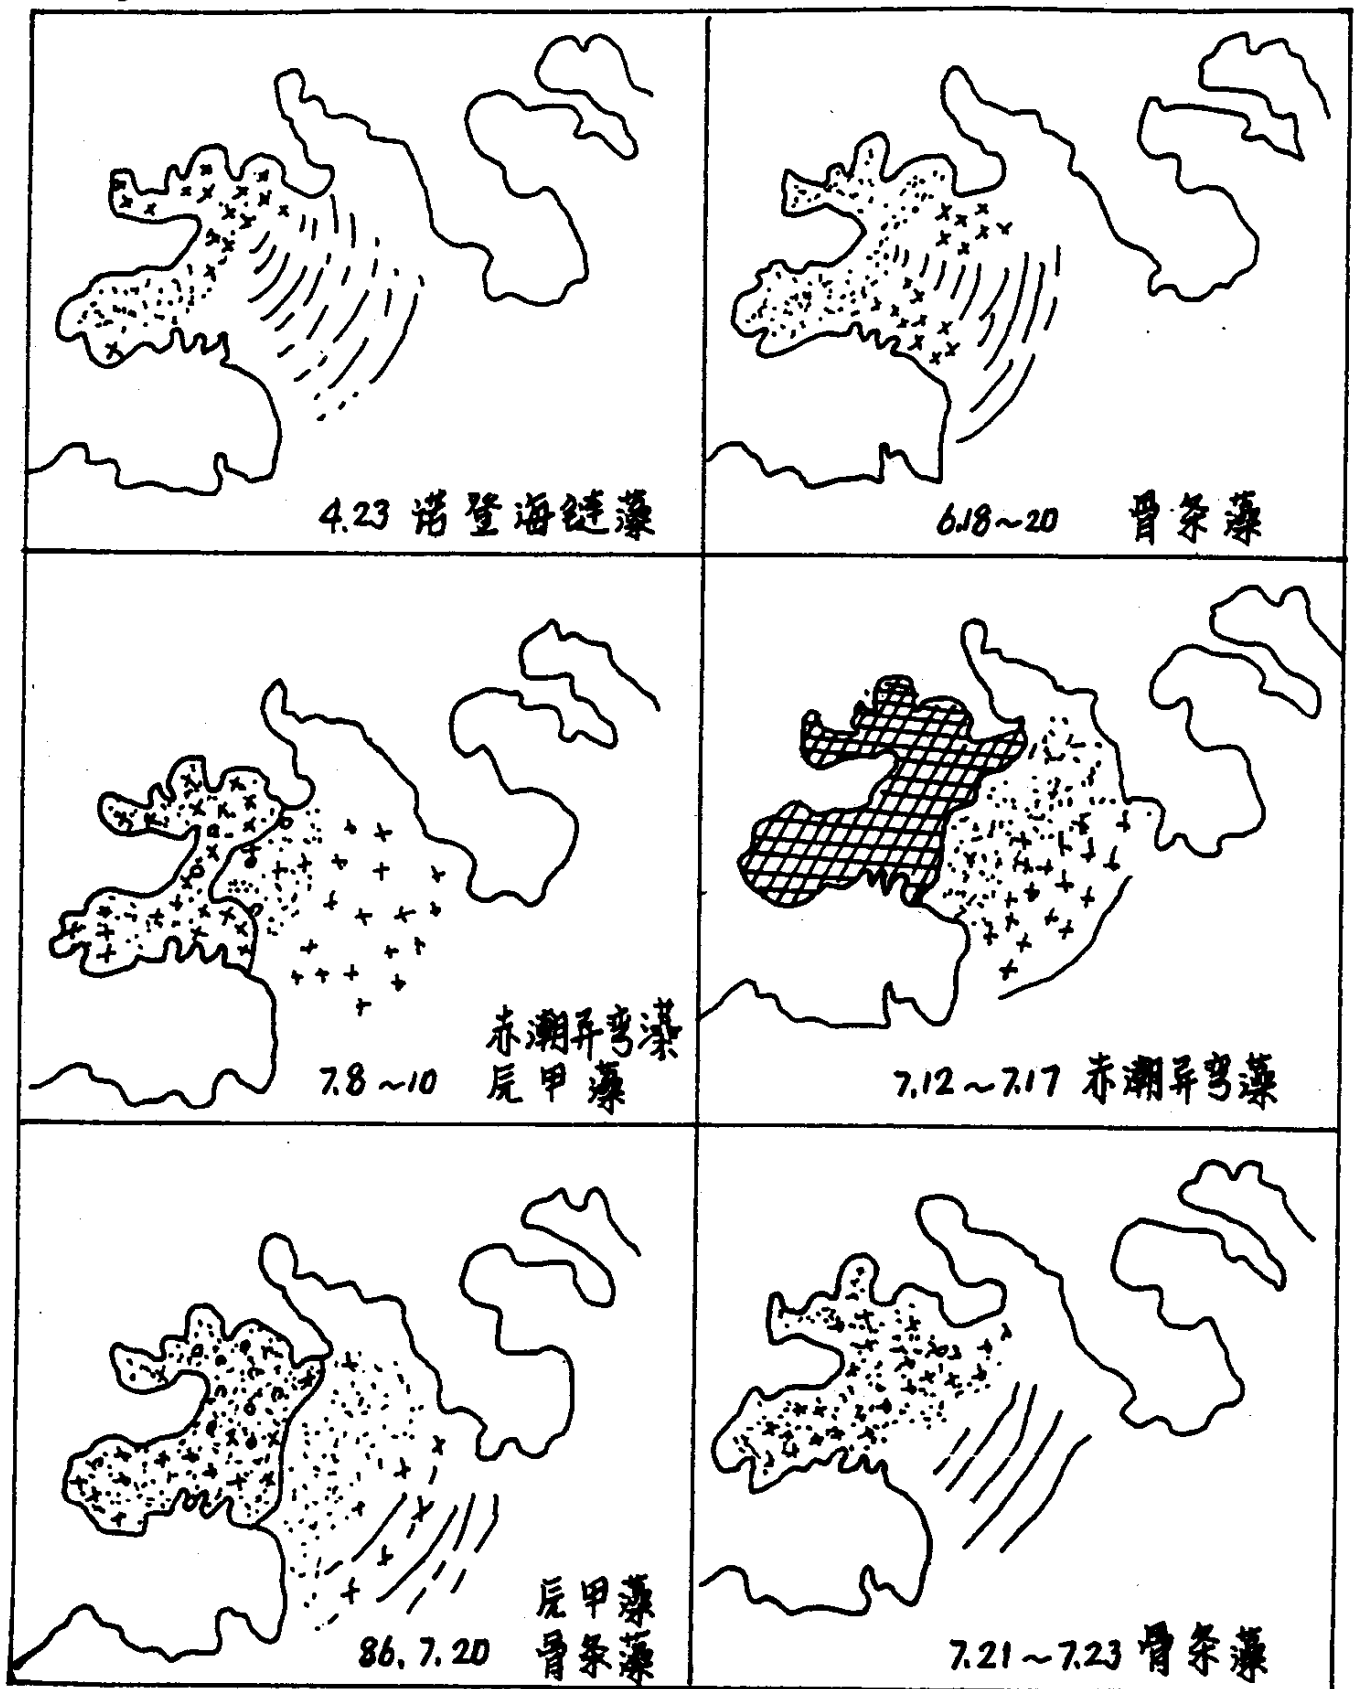 4.23 诺登海链藻
6.18~20 骨条藻
赤潮异弯藻
7.8~10 辰甲藻
7.12~7.17 赤潮异弯藻
辰甲藻
86.7.20 骨条藻
7.21~7.23 骨条藻